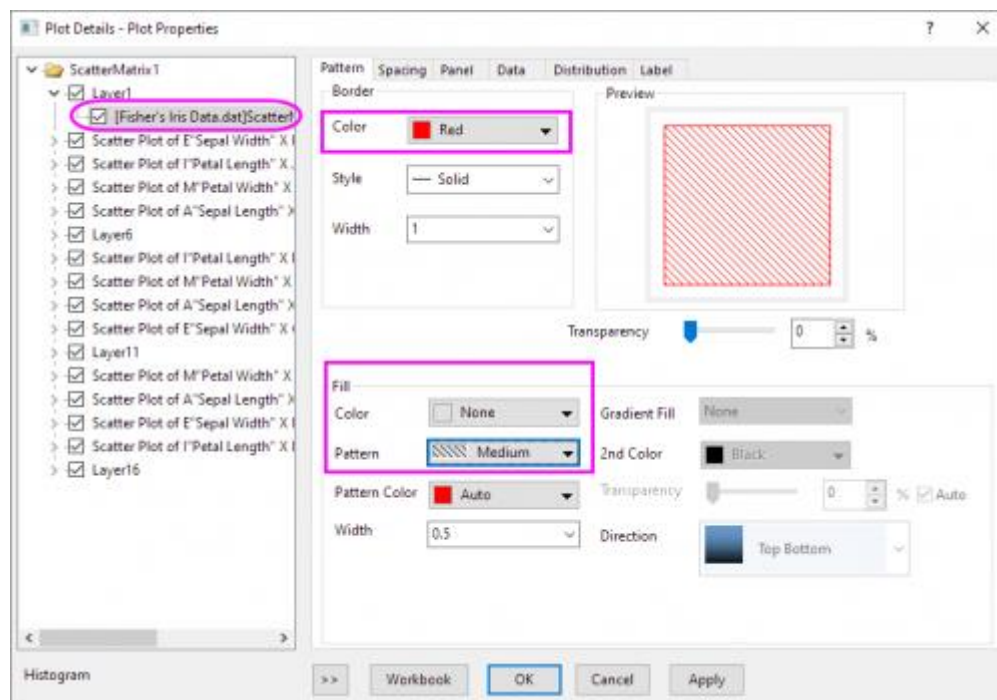 Plot Details - Plot Properties ? ×
ScatterMatrix1
Layer1
[Fisher's Iris Data.dat]Scatter
Scatter Plot of E"Sepal Width" X
Scatter Plot of I"Petal Length" X
Scatter Plot of M"Petal Width" X
Scatter Plot of A"Sepal Length" X
Layer6
Scatter Plot of I"Petal Length" X
Scatter Plot of M"Petal Width" X
Scatter Plot of A"Sepal Length" X
Scatter Plot of E"Sepal Width" X
Layer11
Scatter Plot of M"Petal Width" X
Scatter Plot of A"Sepal Length" X
Scatter Plot of E"Sepal Width" X
Scatter Plot of I"Petal Length" X
Layer16
Histogram
Pattern Spacing Panel Data Distribution Label
Border
Color Red
Style Solid
Width 1
Preview
Transparency 0 %
Fill
Color None
Pattern Medium
Pattern Color Auto
Width 0.5
Gradient Fill None
2nd Color Black
Transparency 0 % Auto
Direction Top Bottom
>> Workbook OK Cancel Apply